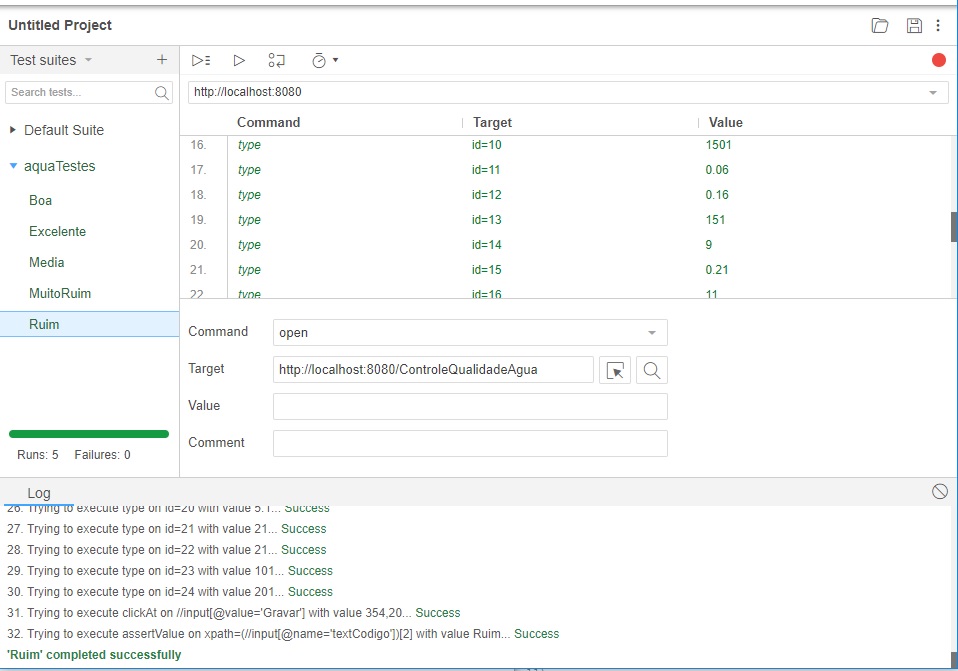 Untitled Project
Test suites
Search tests...
Default Suite
aquaTestes
Boa
Excelente
Media
MuitoRuim
Ruim
Runs: 5 Failures: 0
http://localhost:8080
Command Target Value
16. type id=10 1501
17. type id=11 0.06
18. type id=12 0.16
19. type id=13 151
20. type id=14 9
21. type id=15 0.21
22 type id=16 11
Command open
Target http://localhost:8080/ControleQualidadeAgua
Value
Comment
Log
26. Trying to execute type on id=20 with value 5.1... Success
27. Trying to execute type on id=21 with value 21... Success
28. Trying to execute type on id=22 with value 21... Success
29. Trying to execute type on id=23 with value 101... Success
30. Trying to execute type on id=24 with value 201... Success
31. Trying to execute clickAt on //input[@value='Gravar'] with value 354,20... Success
32. Trying to execute assertValue on xpath=(//input[@name='textCodigo'])[2] with value Ruim... Success
'Ruim' completed successfully